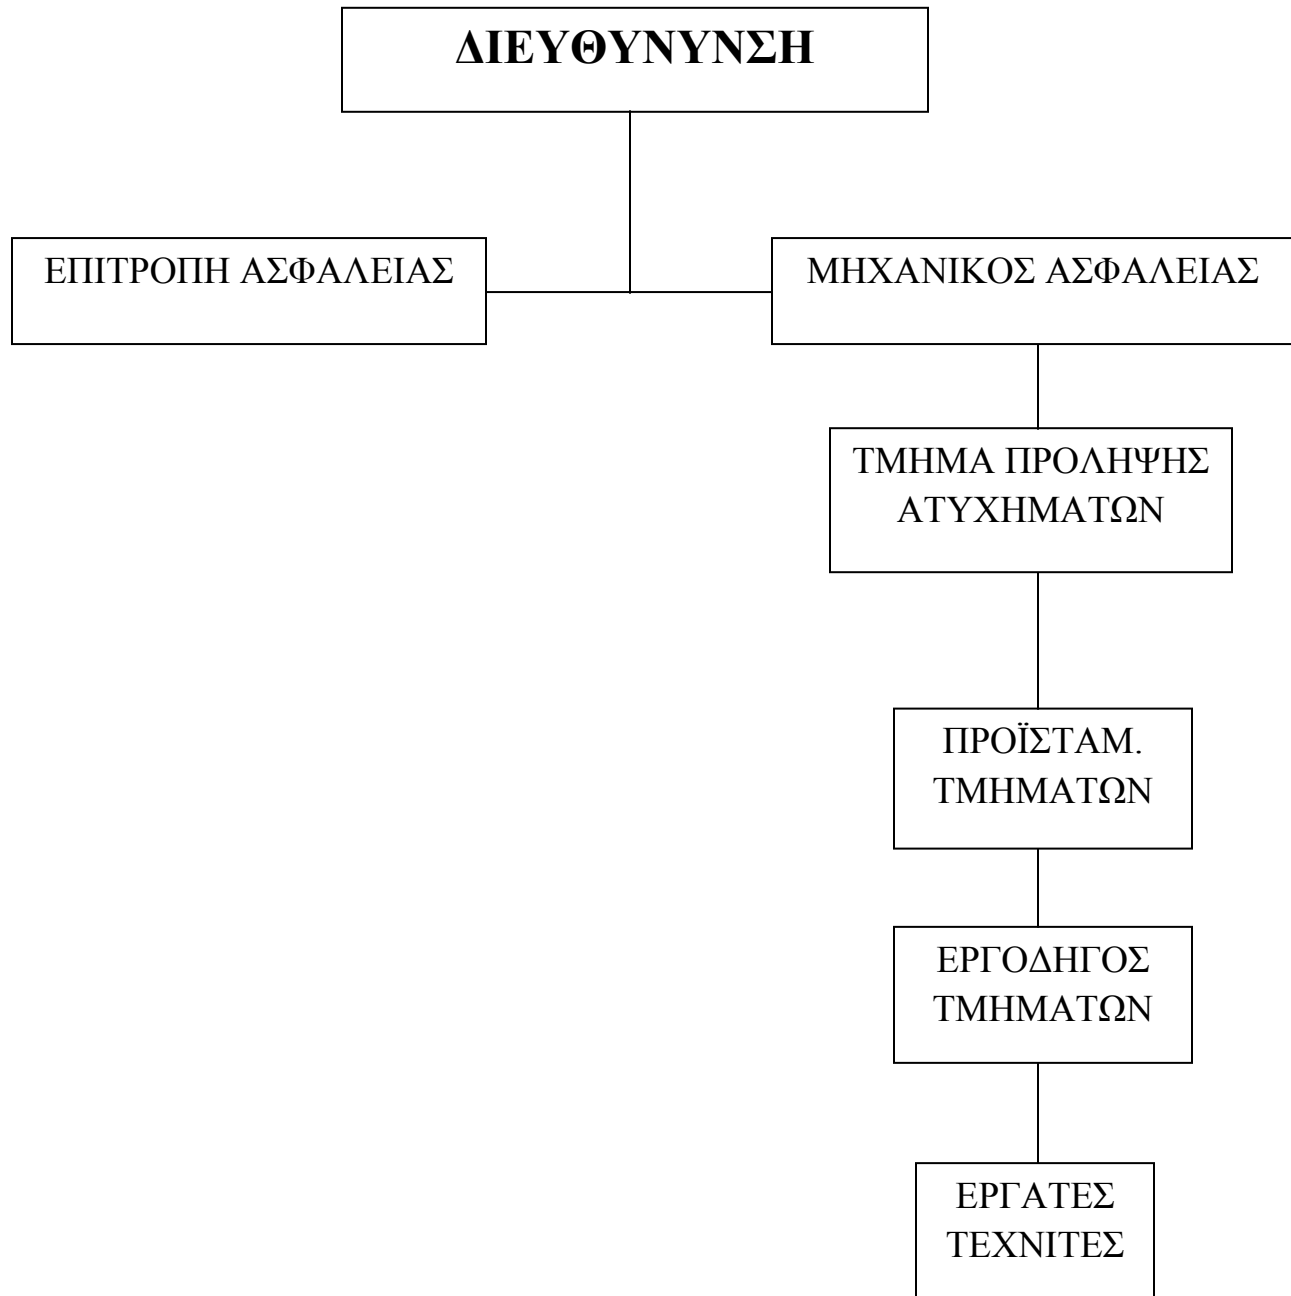 ΔΙΕΥΘΥΝΥΝΣΗ
ΕΠΙΤΡΟΠΗ ΑΣΦΑΛΕΙΑΣ
ΜΗΧΑΝΙΚΟΣ ΑΣΦΑΛΕΙΑΣ
ΤΜΗΜΑ ΠΡΟΛΗΨΗΣ
ΑΤΥΧΗΜΑΤΩΝ
ΠΡΟΪΣΤΑΜ.
ΤΜΗΜΑΤΩΝ
ΕΡΓΟΔΗΓΟΣ
ΤΜΗΜΑΤΩΝ
ΕΡΓΑΤΕΣ
ΤΕΧΝΙΤΕΣ